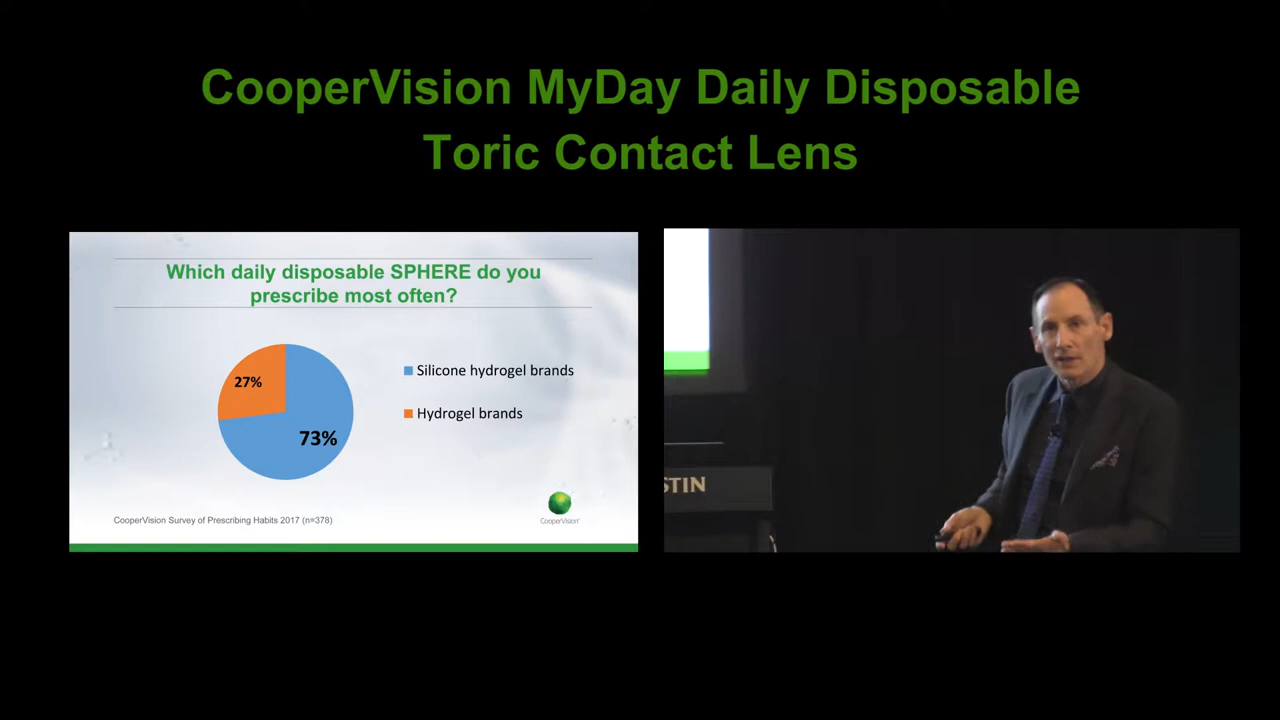 CooperVision MyDay Daily Disposable
Toric Contact Lens
Which daily disposable SPHERE do you
prescribe most often?
27%
73%
Silicone hydrogel brands
Hydrogel brands
CooperVision Survey of Prescribing Habits 2017 (n=378)
CooperVision
STIN